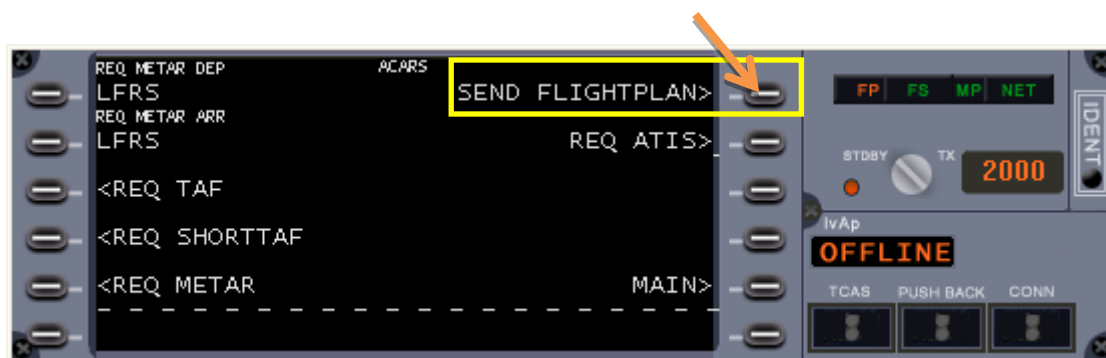 REQ METAR DEP ACARS
LFRS SEND FLIGHTPLAN>
REQ METAR ARR
LFRS REQ ATIS>
<REQ TAF
<REQ SHORTTAF
<REQ METAR MAIN>
FP FS MP NET
STDBY TX 2000
IDENT
IvAp
OFFLINE
TCAS PUSH BACK CONN